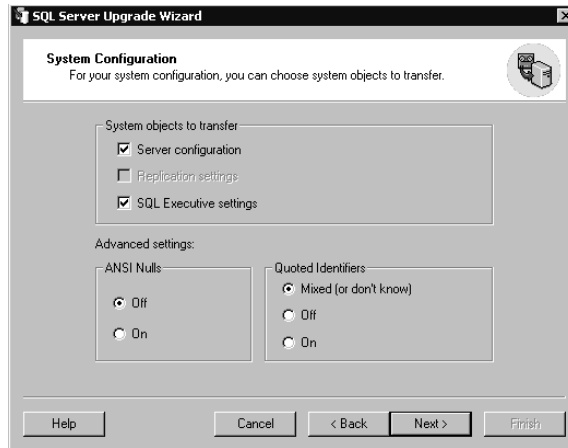 SQL Server Upgrade Wizard
System Configuration
For your system configuration, you can choose system objects to transfer.
System objects to transfer
Server configuration
Replication settings
SQL Executive settings
Advanced settings:
ANSI Nulls
Off
On
Quoted Identifiers
Mixed (or don't know)
Off
On
Help
Cancel
< Back
Next >
Finish